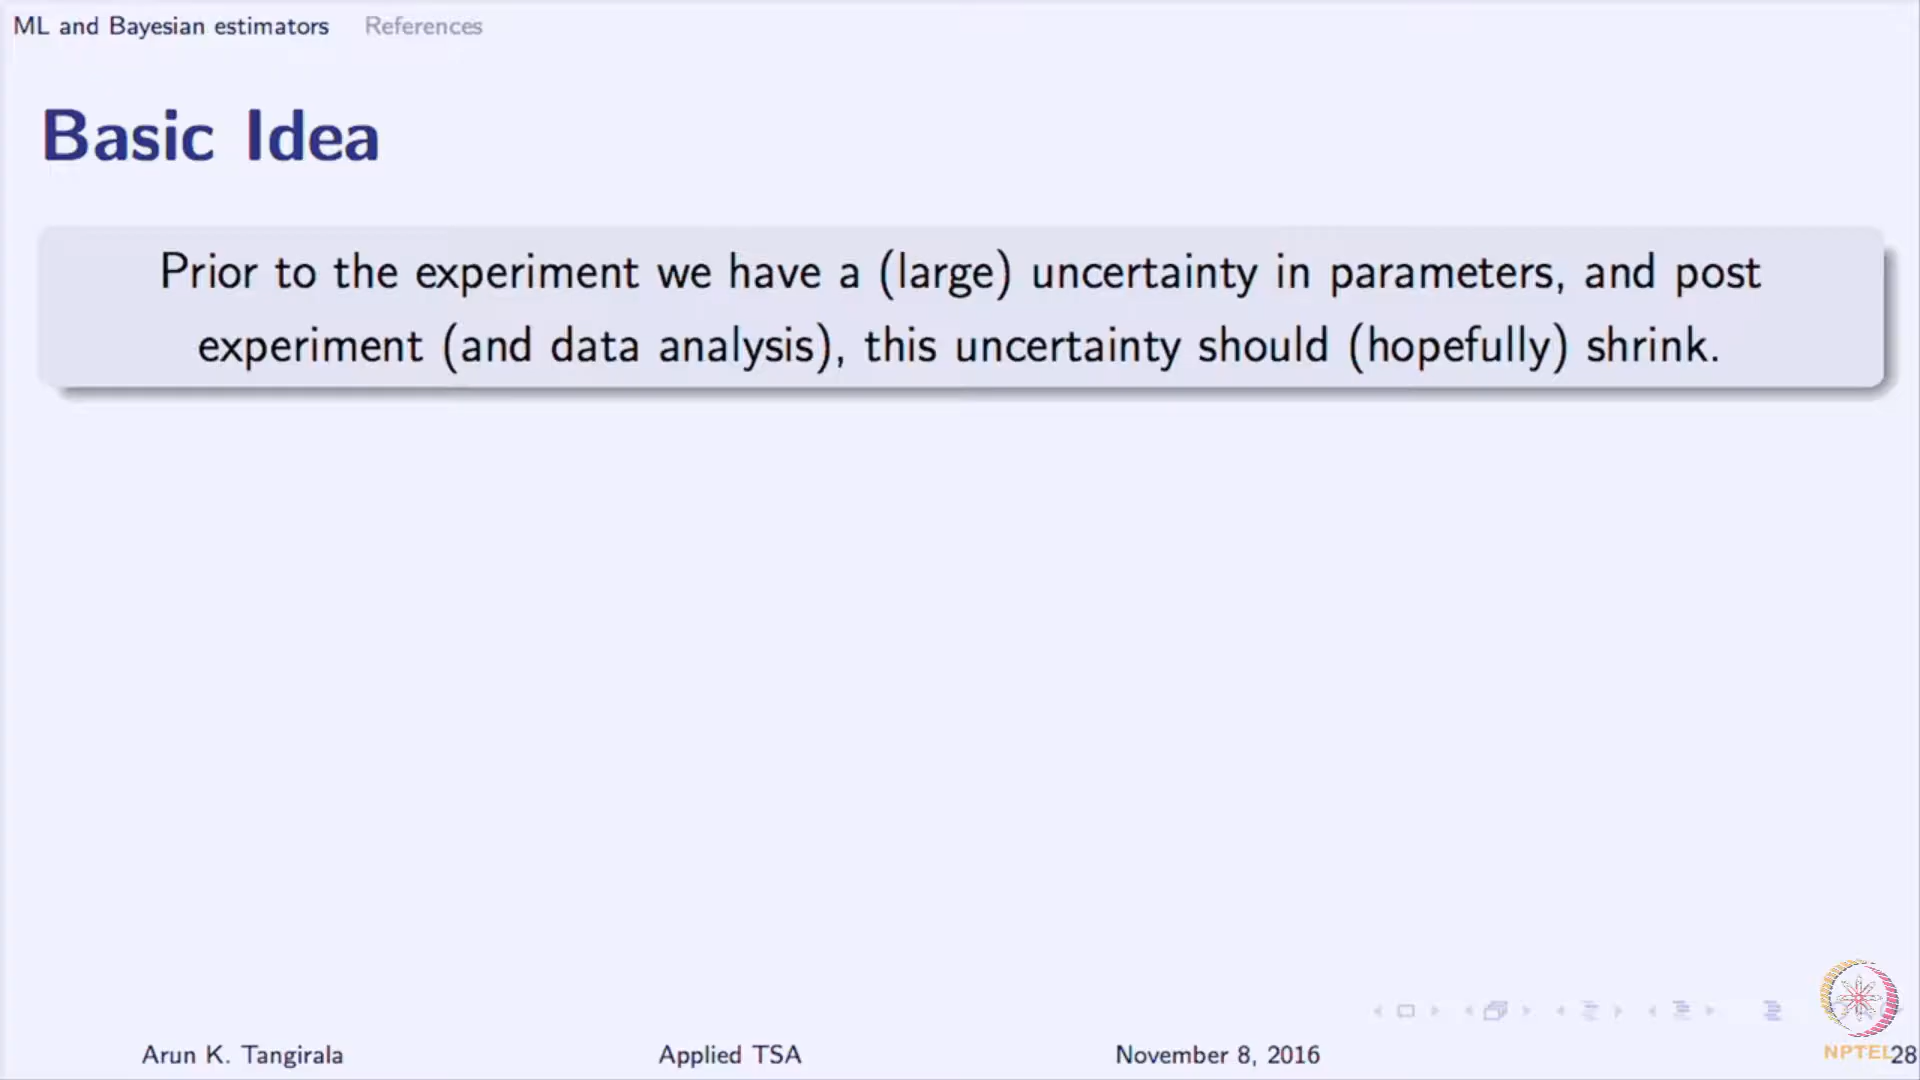 ML and Bayesian estimators References
Basic Idea
Prior to the experiment we have a (large) uncertainty in parameters, and post
experiment (and data analysis), this uncertainty should (hopefully) shrink.
Arun K. Tangirala Applied TSA November 8, 2016 NPTEL 28